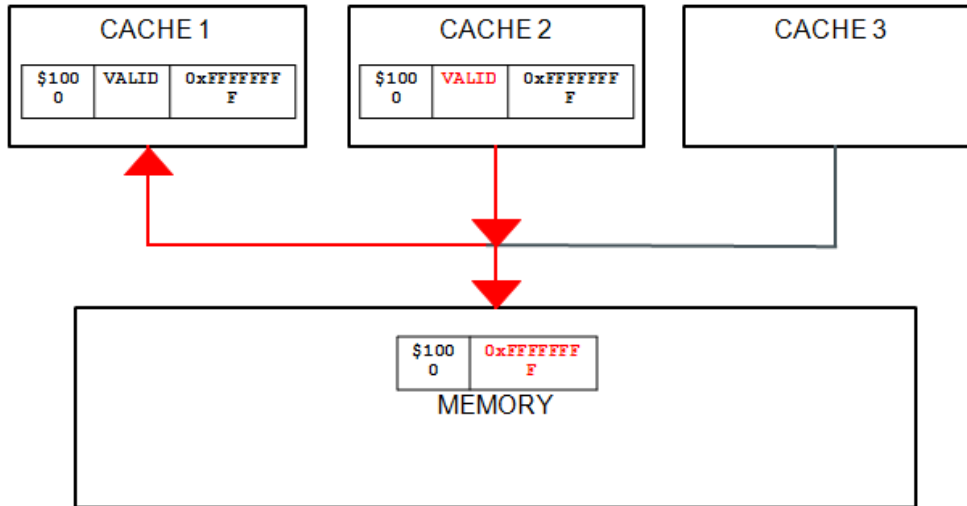 CACHE 1
CACHE 2
CACHE 3
$100 VALID 0xFFFFFFF
0 F
$100 VALID 0xFFFFFFF
0 F
$100 0xFFFFFFF
0 F
MEMORY